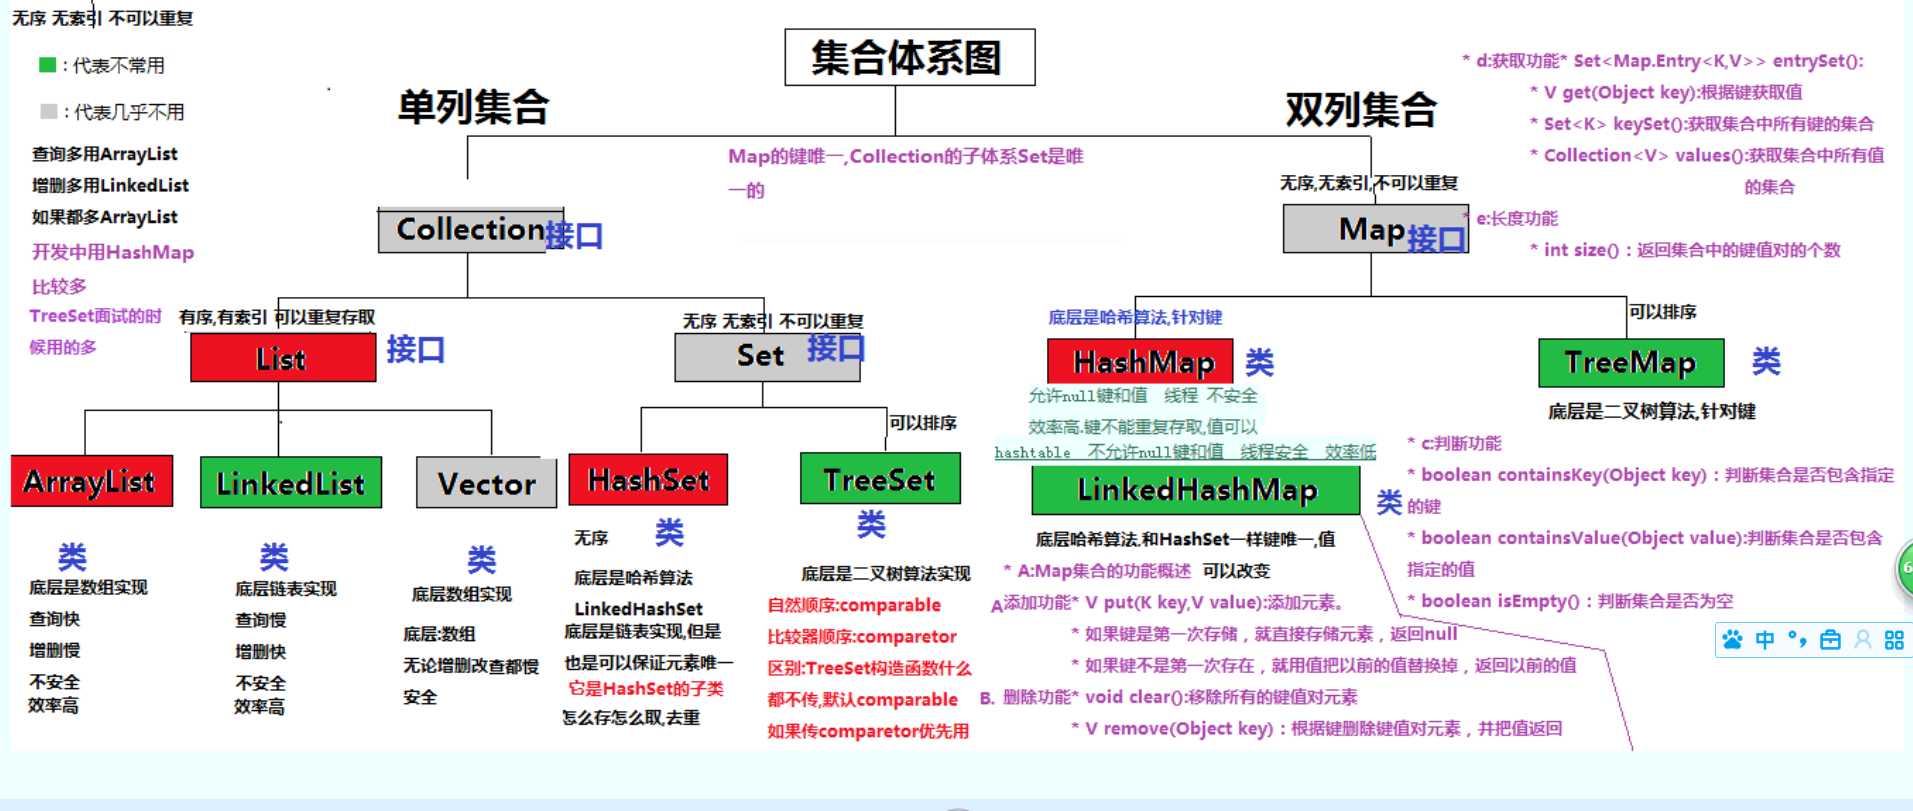 无序 无索引 不可以重复
：代表不常用
：代表几乎不用
查询多用ArrayList
增删多用LinkedList
如果都多ArrayList
开发中用HashMap
比较多
TreeSet面试的时
候用的多
集合体系图
单列集合
双列集合
Map的键唯一,Collection的子体系Set是唯
一的
Collection
接口
无序,无索引,不可以重复
Map
接口
* d:获取功能* Set<Map.Entry<K,V>> entrySet():
* V get(Object key):根据键获取值
* Set<K> keySet():获取集合中所有键的集合
* Collection<V> values():获取集合中所有值
的集合
* e:长度功能
* int size()：返回集合中的键值对的个数
有序,有索引 可以重复存取
List
接口
无序 无索引 不可以重复
Set
接口
底层是哈希算法,针对键
HashMap
类
允许null键和值 线程 不安全
效率高.键不能重复存取,值可以
hashtable 不允许null键和值 线程安全 效率低
可以排序
TreeMap
类
底层是二叉树算法,针对键
ArrayList
类
底层是数组实现
查询快
增删慢
不安全
效率高
LinkedList
类
底层链表实现
查询慢
增删快
不安全
效率高
Vector
类
底层数组实现
底层:数组
无论增删改查都慢
安全
HashSet
类
无序
底层是哈希算法
LinkedHashSet
底层是链表实现,但是
也是可以保证元素唯一
它是HashSet的子类
怎么存怎么取,去重
可以排序
TreeSet
类
底层是二叉树算法实现
自然顺序:comparable
比较器顺序:comparetor
区别:TreeSet构造函数什么
都不传,默认comparable
如果传comparetor优先用
LinkedHashMap
类
底层哈希算法,和HashSet一样键唯一,值
可以改变
* A:Map集合的功能概述
A添加功能* V put(K key,V value):添加元素。
* 如果键是第一次存储，就直接存储元素，返回null
* 如果键不是第一次存在，就用值把以前的值替换掉，返回以前的值
B. 删除功能* void clear():移除所有的键值对元素
* V remove(Object key)：根据键删除键值对元素，并把值返回
* c:判断功能
* boolean containsKey(Object key)：判断集合是否包含指定
的键
* boolean containsValue(Object value):判断集合是否包含
指定的值
* boolean isEmpty()：判断集合是否为空
中
6